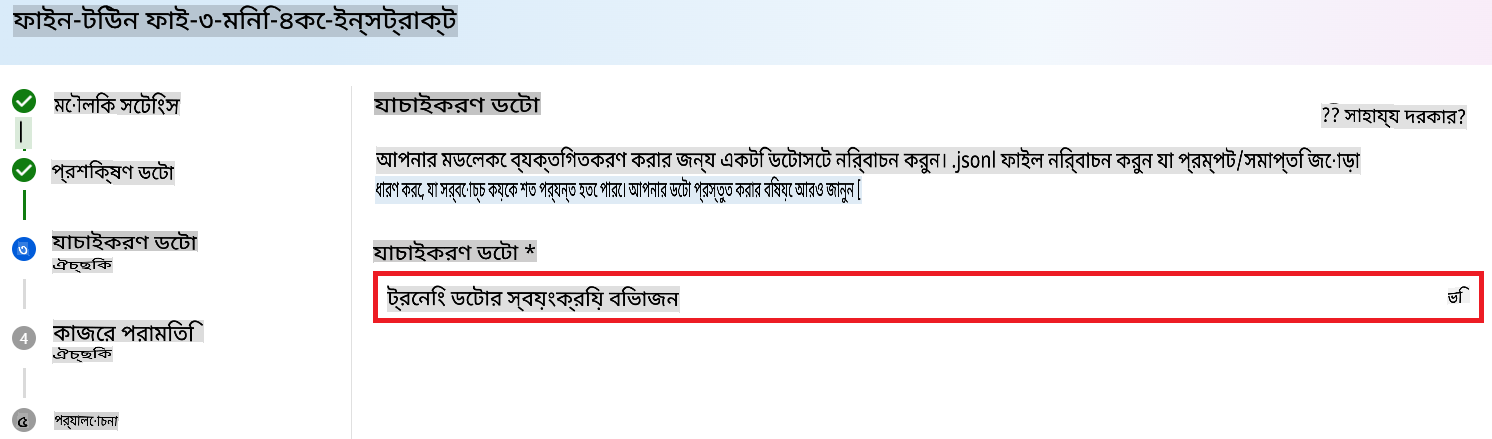 ফাইন-টিউন ফাই-৩-মিনি-৪কে-ইন্সট্রাক্ট
মৌলিক সেটিংস
প্রশিক্ষণ ডেটা
৩
যাচাইকরণ ডেটা
ঐচ্ছিক
4
কাজের পরামিতি
ঐচ্ছিক
৫
পর্যালোচনা
যাচাইকরণ ডেটা
?? সাহায্য দরকার?
আপনার মডেলকে ব্যক্তিগতকরণ করার জন্য একটি ডেটাসেট নির্বাচন করুন। .jsonl ফাইল নির্বাচন করুন যা প্রম্পট/সমাপ্তি জোড়া
ধারণ করে, যা সর্বোচ্চ কয়েক শত পর্যন্ত হতে পারে। আপনার ডেটা প্রস্তুত করার বিষয়ে আরও জানুন [
যাচাইকরণ ডেটা *
ট্রেনিং ডেটার স্বয়ংক্রিয় বিভাজন
ভি